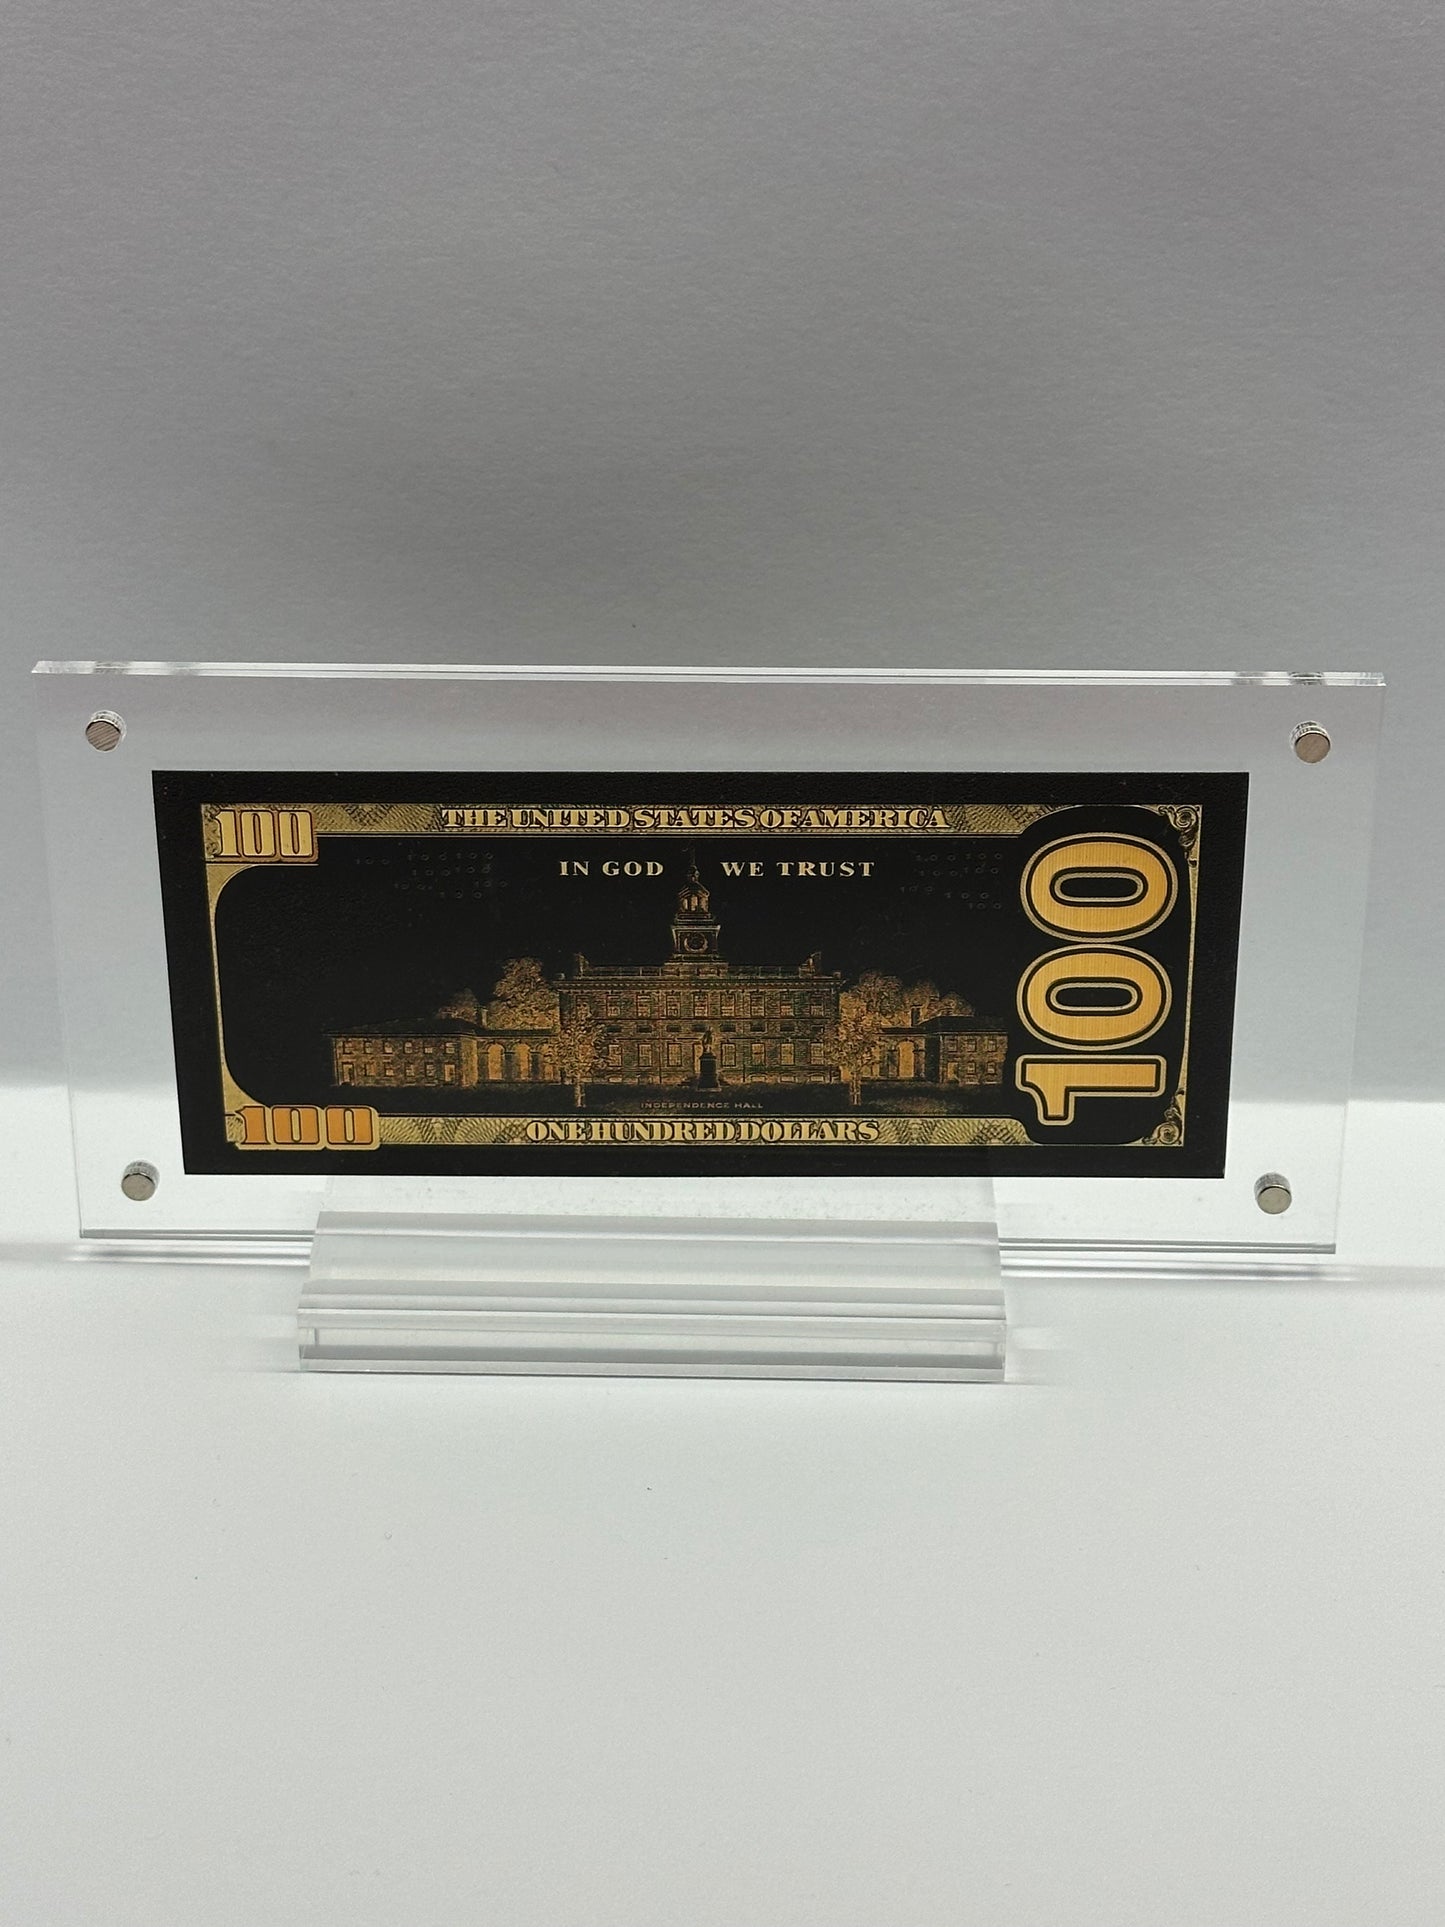 100
THE UNITED STATES OF AMERICA
IN GOD WE TRUST
100
INDEPENDENCE HALL
100
ONE HUNDRED DOLLARS